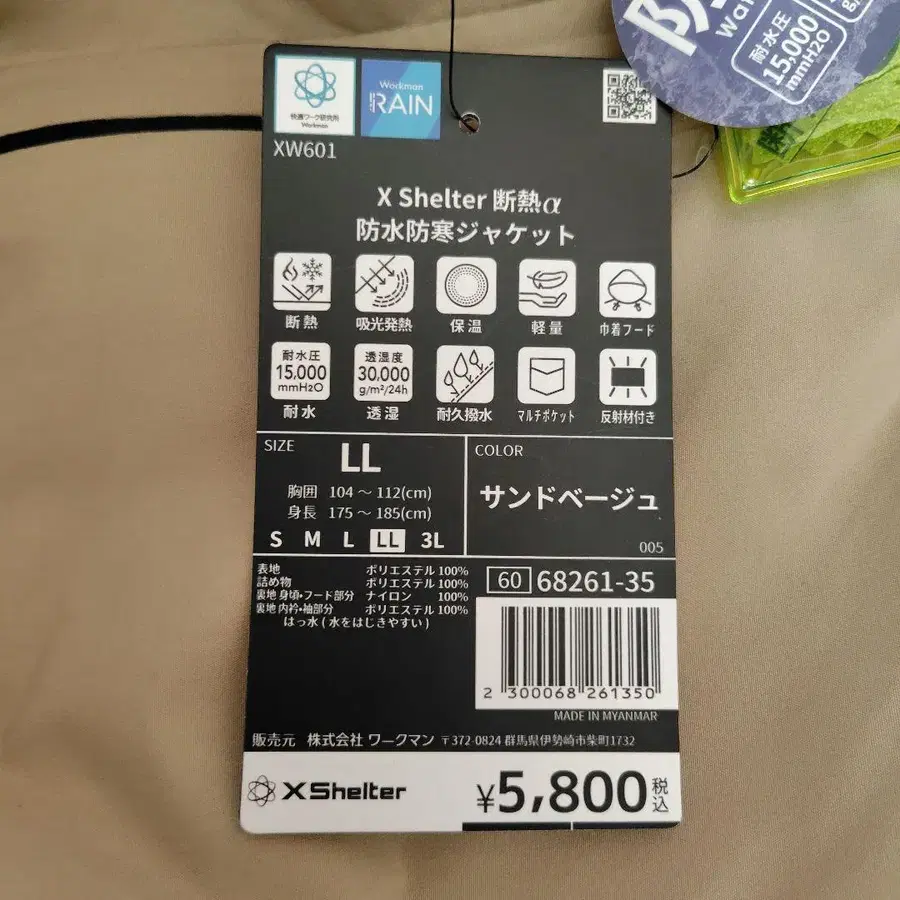 快適ワーク研究所
Workman
Workman
RAIN
XW601
耐水圧
15,000
mmH2O
X Shelter 断熱α
防水防寒ジャケット
断熱 吸光発熱 保温 軽量 巾着フード
耐水圧
15,000
mmH2O
透湿度
30,000
g/m²/24h
耐水 透湿 耐久撥水 マルチポケット 反射材付き
SIZE
LL
胸囲 104 ～ 112(cm)
身長 175 ～ 185(cm)
S M L LL 3L
COLOR
サンドベージュ
005
表地 ポリエステル 100%
詰め物 ポリエステル 100%
裏地 身頃・フード部分 ナイロン 100%
裏地 内衿・袖部分 ポリエステル 100%
はっ水 ( 水をはじきやすい )
60 68261-35
2 300068 261350
MADE IN MYANMAR
販売元 株式会社 ワークマン 〒372-0824 群馬県伊勢崎市柴町1732
XShelter
¥5,800税込